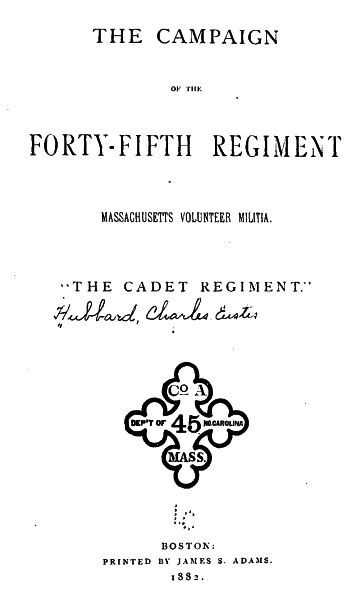 THE CAMPAIGN
OF THE
FORTY-FIFTH REGIMENT
MASSACHUSETTS VOLUNTEER MILITIA.
"THE CADET REGIMENT."
Hubbard, Charles Eustis
Co A
DEP'T OF 45 NO. CAROLINA
MASS.
LC
BOSTON:
PRINTED BY JAMES S. ADAMS.
1882.